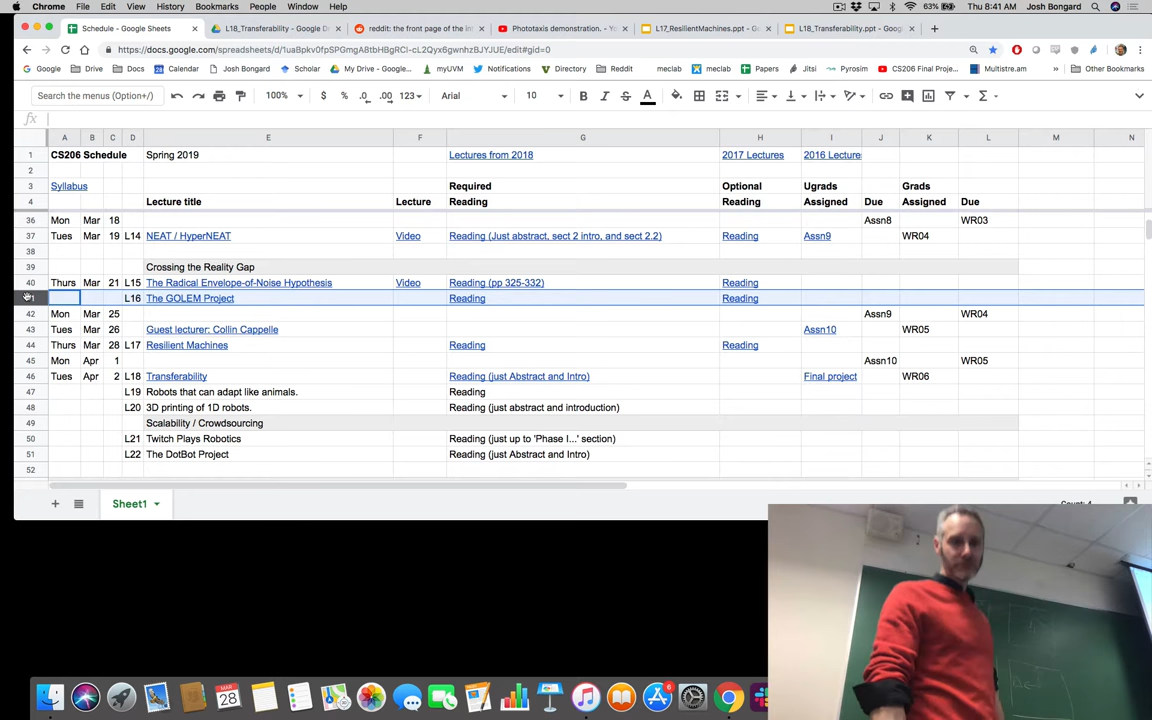 Chrome File Edit View History Bookmarks People Window Help 63% Thu 8:41 AM Josh Bongard
Schedule - Google Sheets L18_Transferability - Google Dr reddit: the front page of the int Phototaxis demonstration. - Yo L17_ResilientMachines.ppt - G L18_Transferability.ppt - Goog
https://docs.google.com/spreadsheets/d/
Google Drive Docs Calendar Josh Bongard Scholar My Drive - Google... myUVM Notifications Directory Reddit meclab meclab Papers Jitsi Pyrosim CS206 Final Proje... Multistre.am » Other Bookmarks
Search the menus (Option+/) 100% $ % .0 .00 123 Arial 10 B I S A
fx
A B C D E F G H I J K L M N
1 CS206 Schedule Spring 2019 Lectures from 2018 2017 Lectures 2016 Lecture
2
3 Syllabus Required Optional Ugrads Grads
4 Lecture title Lecture Reading Reading Assigned Due Assigned Due
36 Mon Mar 18 Assn8 WR03
37 Tues Mar 19 L14 NEAT / HyperNEAT Video Reading (Just abstract, sect 2 intro, and sect 2.2) Reading Assn9 WR04
38
39 Crossing the Reality Gap
40 Thurs Mar 21 L15 The Radical Envelope-of-Noise Hypothesis Video Reading (pp 325-332) Reading
L16 The GOLEM Project Reading Reading
42 Mon Mar 25 Assn9 WR04
43 Tues Mar 26 Guest lecturer: Collin Cappelle Assn10 WR05
44 Thurs Mar 28 L17 Resilient Machines Reading Reading
45 Mon Apr 1 Assn10 WR05
46 Tues Apr 2 L18 Transferability Reading (just Abstract and Intro) Final project WR06
47 L19 Robots that can adapt like animals. Reading
48 L20 3D printing of 1D robots. Reading (just abstract and introduction)
49 Scalability / Crowdsourcing
50 L21 Twitch Plays Robotics Reading (just up to 'Phase I...' section)
51 L22 The DotBot Project Reading (just Abstract and Intro)
52
Sheet1
MAR
28
6